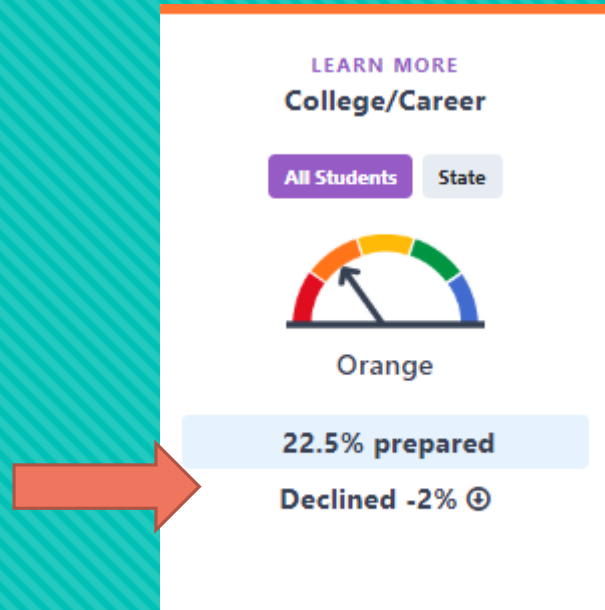 LEARN MORE
College/Career
All Students State
Orange
22.5% prepared
Declined -2%